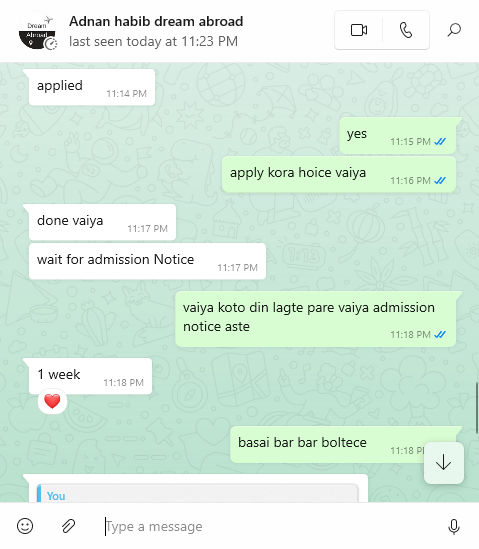 Dream
Abroad
Adnan habib dream abroad
last seen today at 11:23 PM
applied
11:14 PM
yes
11:15 PM
apply kora hoice vaiya
11:16 PM
done vaiya
11:17 PM
wait for admission Notice
11:17 PM
vaiya koto din lagte pare vaiya admission
notice aste
11:18 PM
1 week
11:18 PM
basai bar bar boltece
11:18 P
You
Type a message